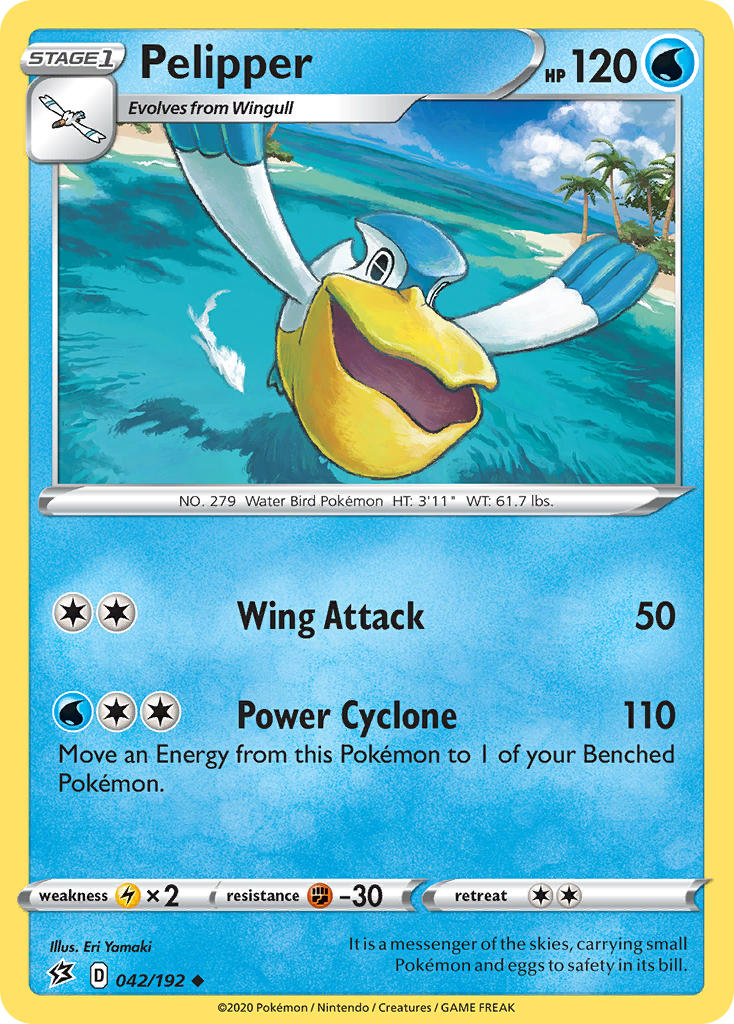 STAGE1
Pelipper
HP 120
Evolves from Wingull
NO. 279 Water Bird Pokémon HT: 3'11" WT: 61.7 lbs.
Wing Attack 50
Power Cyclone 110
Move an Energy from this Pokémon to 1 of your Benched
Pokémon.
weakness ×2 resistance -30 retreat
Illus. Eri Yamaki
It is a messenger of the skies, carrying small
Pokémon and eggs to safety in its bill.
D 042/192
©2020 Pokémon / Nintendo / Creatures / GAME FREAK